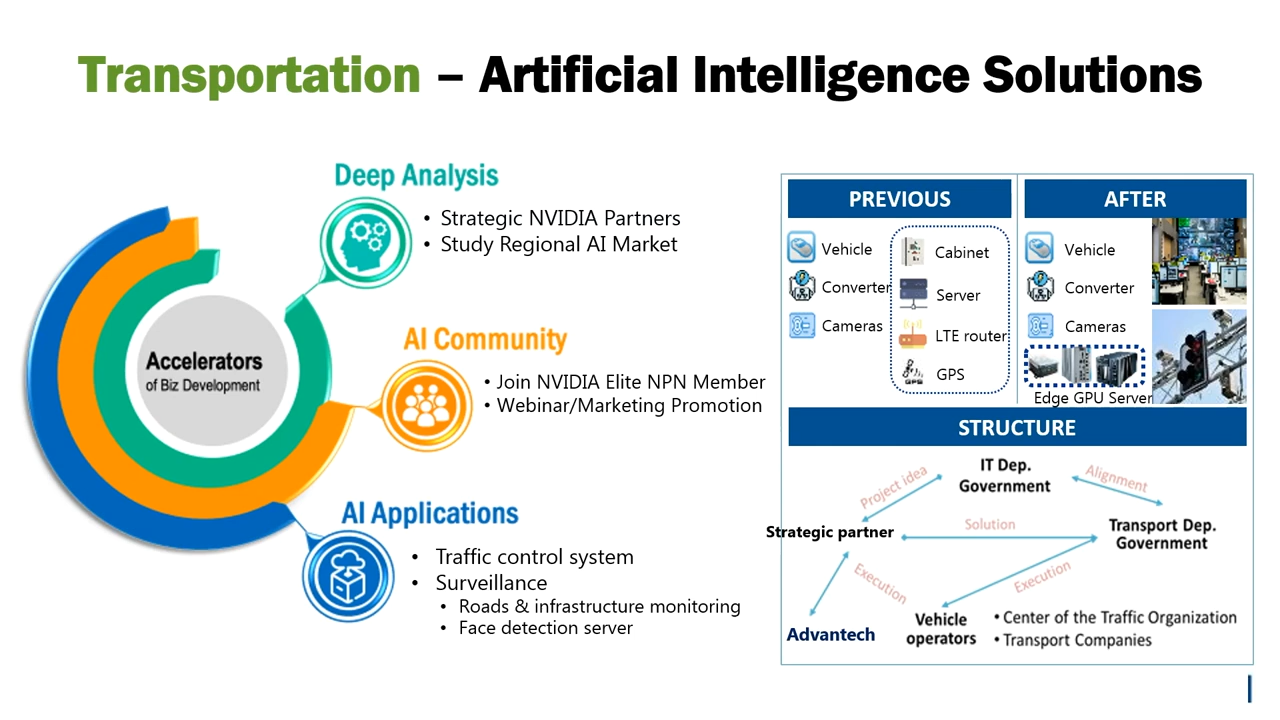 Transportation – Artificial Intelligence Solutions
Deep Analysis
• Strategic NVIDIA Partners
• Study Regional AI Market
AI Community
• Join NVIDIA Elite NPN Member
• Webinar/Marketing Promotion
AI Applications
• Traffic control system
• Surveillance
• Roads & infrastructure monitoring
• Face detection server
Accelerators
of Biz Development
PREVIOUS
Vehicle
Converter
Cameras
Cabinet
Server
LTE router
GPS
GPS
AFTER
Vehicle
Converter
Cameras
Edge GPU Server
STRUCTURE
IT Dep.
Government
Project idea
Alignment
Strategic partner
Solution
Transport Dep.
Government
Execution
Execution
Advantech
Vehicle
operators
• Center of the Traffic Organization
• Transport Companies